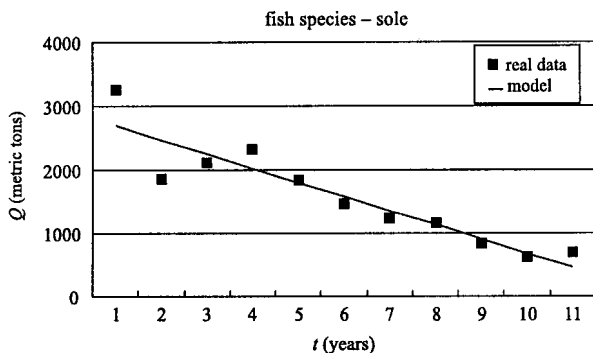 fish species – sole
real data
model
4000
3000
2000
1000
0
Q (metric tons)
1 2 3 4 5 6 7 8 9 10 11
t (years)